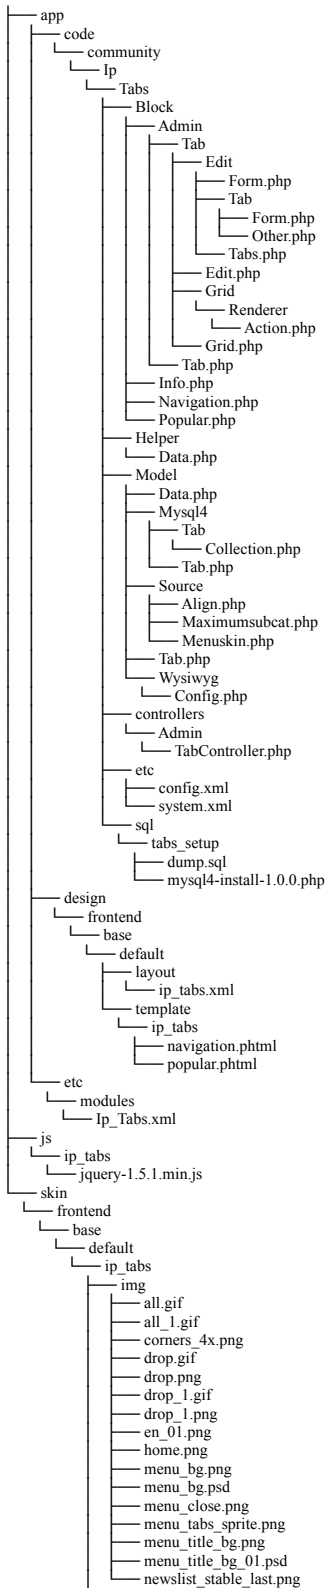 app
code
community
Ip
Tabs
Block
Admin
Tab
Edit
Form.php
Tab
Form.php
Other.php
Tabs.php
Edit.php
Grid
Renderer
Action.php
Grid.php
Tab.php
Info.php
Navigation.php
Popular.php
Helper
Data.php
Model
Data.php
Mysql4
Tab
Collection.php
Tab.php
Source
Align.php
Maximumsubcat.php
Menuskin.php
Tab.php
Wysiwyg
Config.php
controllers
Admin
TabController.php
etc
config.xml
system.xml
sql
tabs_setup
dump.sql
mysql4-install-1.0.0.php
design
frontend
base
default
layout
ip_tabs.xml
template
ip_tabs
navigation.phtml
popular.phtml
etc
modules
Ip_Tabs.xml
js
ip_tabs
jquery-1.5.1.min.js
skin
frontend
base
default
ip_tabs
img
all.gif
all_1.gif
corners_4x.png
drop.gif
drop.png
drop_1.gif
drop_1.png
en_01.png
home.png
menu_bg.png
menu_bg.psd
menu_close.png
menu_tabs_sprite.png
menu_title_bg.png
menu_title_bg_01.psd
newslist_stable_last.png